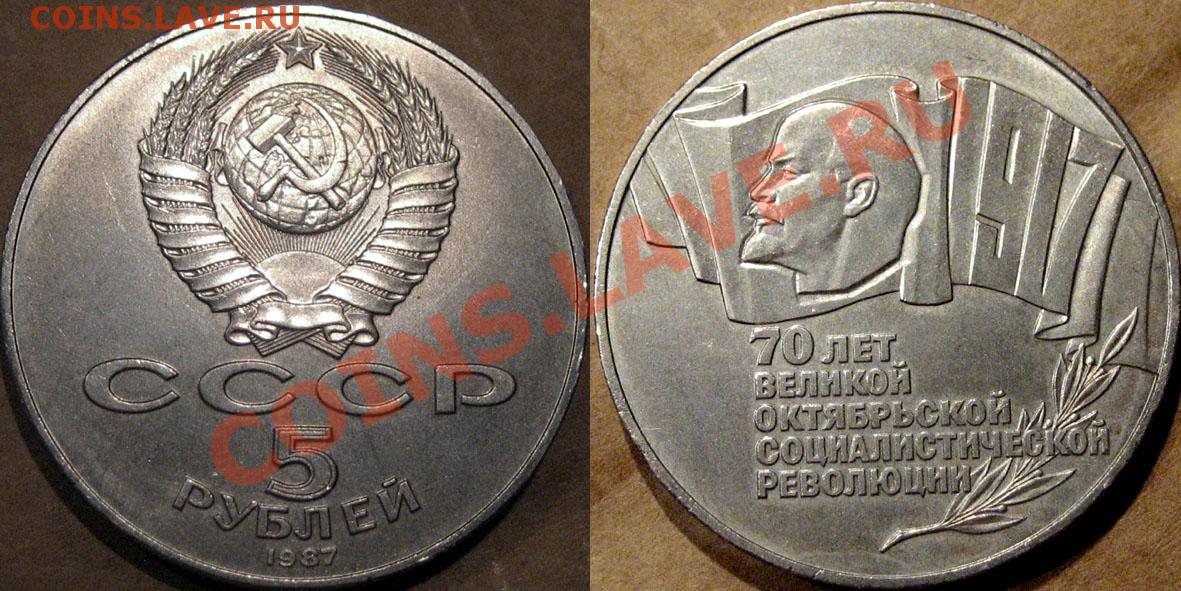 COINS.LAVE.RU
СССР
5
РУБЛЕЙ
1987
1917
70 ЛЕТ
ВЕЛИКОЙ
ОКТЯБРЬСКОЙ
СОЦИАЛИСТИЧЕСКОЙ
РЕВОЛЮЦИИ
COINS.LAVE.RU